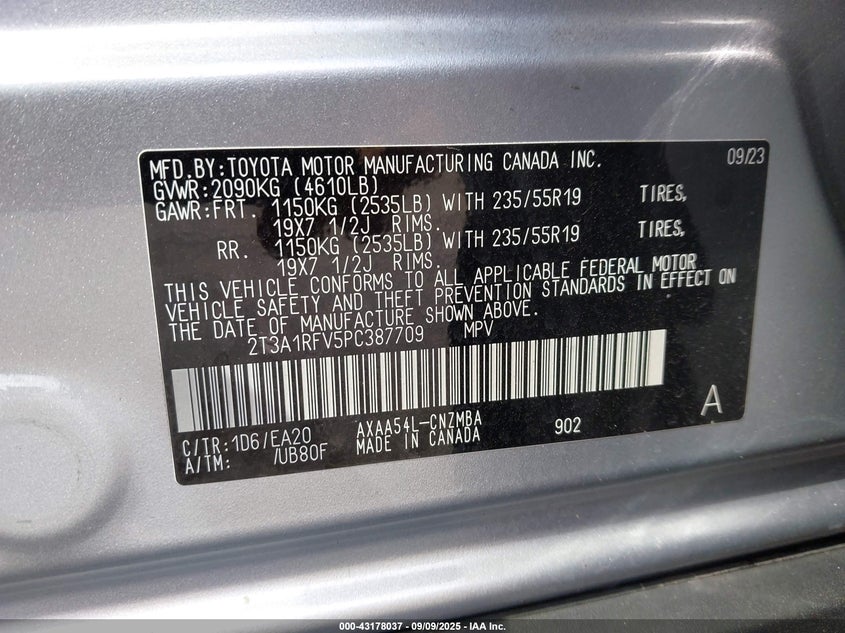 MFD.BY:TOYOTA MOTOR MANUFACTURING CANADA INC. 09/23
GVWR:2090KG (4610LB)
GAWR:FRT. 1150KG (2535LB) WITH 235/55R19 TIRES,
19X7 1/2J RIMS.
RR. 1150KG (2535LB) WITH 235/55R19 TIRES,
19X7 1/2J RIMS.
THIS VEHICLE CONFORMS TO ALL APPLICABLE FEDERAL MOTOR
VEHICLE SAFETY AND THEFT PREVENTION STANDARDS IN EFFECT ON
THE DATE OF MANUFACTURE SHOWN ABOVE.
2T3A1RFV5PC387709 MPV
A
C/TR:1D6/EA20 AXAA54L-CNZMBA 902
A/TM: /UB80F MADE IN CANADA
000-43178037 - 09/09/2025 - IAA Inc.